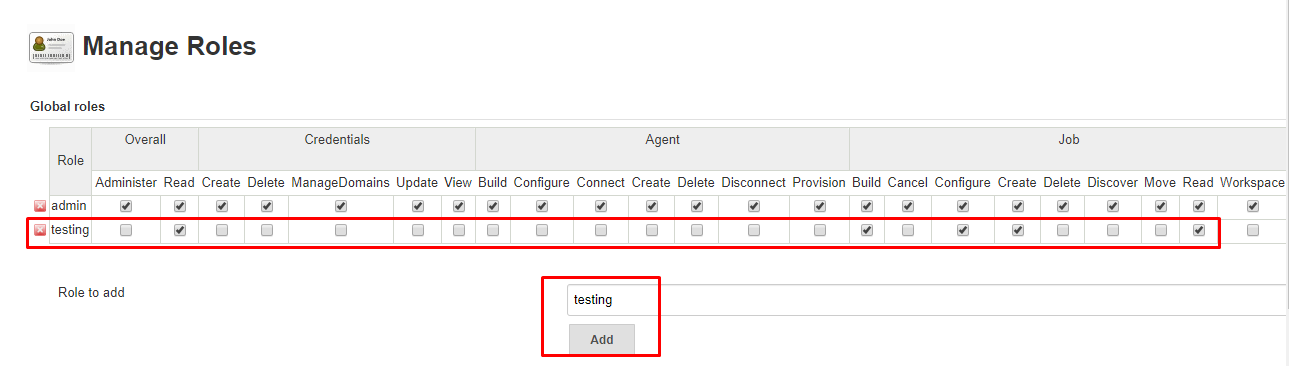 John Doe
Manage Roles
Global roles
Role Overall Credentials Agent Job
Administer Read Create Delete ManageDomains Update View Build Configure Connect Create Delete Disconnect Provision Build Cancel Configure Create Delete Discover Move Read Workspace
admin
testing
Role to add testing
Add